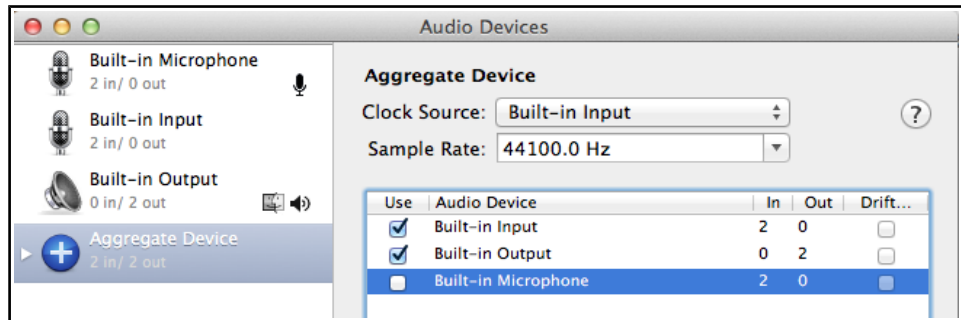 Audio Devices
Built-in Microphone
2 in/ 0 out
Built-in Input
2 in/ 0 out
Built-in Output
0 in/ 2 out
Aggregate Device
2 in/ 2 out
Aggregate Device
Clock Source: Built-in Input
?
Sample Rate: 44100.0 Hz
Use Audio Device In Out Drift...
Built-in Input 2 0
Built-in Output 0 2
Built-in Microphone 2 0